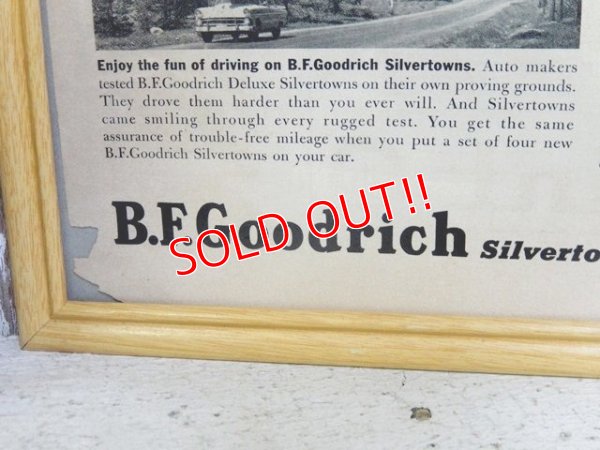 Enjoy the fun of driving on B.F.Goodrich Silvertowns. Auto makers
tested B.F.Goodrich Deluxe Silvertowns on their own proving grounds.
They drove them harder than you ever will. And Silvertowns
came smiling through every rugged test. You get the same
assurance of trouble-free mileage when you put a set of four new
B.F.Goodrich Silvertowns on your car.
B.F.Goodrich Silverto
SOLD OUT!!